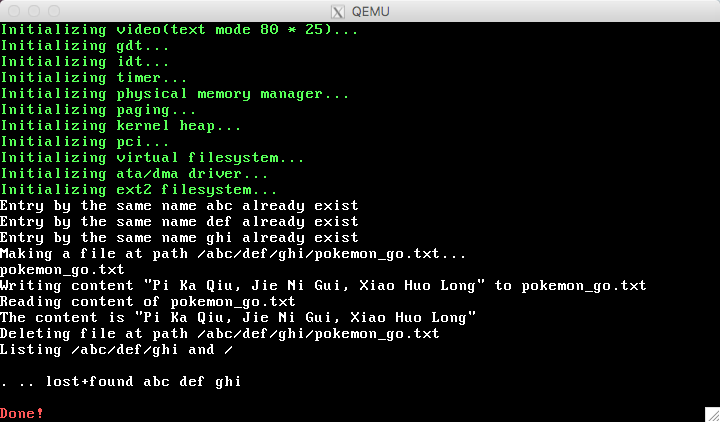 QEMU
Initializing video(text mode 80 * 25)...
Initializing gdt...
Initializing idt...
Initializing timer...
Initializing physical memory manager...
Initializing paging...
Initializing kernel heap...
Initializing pci...
Initializing virtual filesystem...
Initializing ata/dma driver...
Initializing ext2 filesystem...
Entry by the same name abc already exist
Entry by the same name def already exist
Entry by the same name ghi already exist
Making a file at path /abc/def/ghi/pokemon_go.txt...
pokemon_go.txt
Writing content "Pi Ka Qiu, Jie Ni Gui, Xiao Huo Long" to pokemon_go.txt
Reading content of pokemon_go.txt
The content is "Pi Ka Qiu, Jie Ni Gui, Xiao Huo Long"
Deleting file at path /abc/def/ghi/pokemon_go.txt
Listing /abc/def/ghi and /
. .. lost+found abc def ghi
Done!